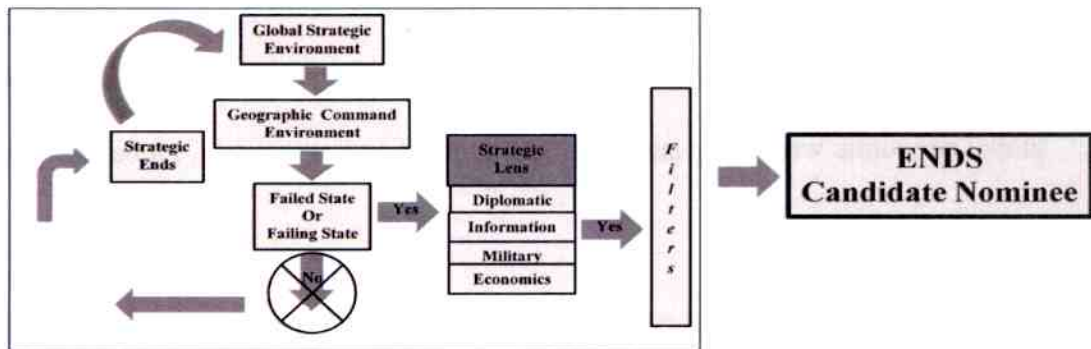 Global Strategic
Environment
Geographic Command
Environment
Strategic
Ends
Failed State
Or
Failing State
Yes
No
Strategic
Lens
Diplomatic
Information
Military
Economics
Yes
Filters
ENDS
Candidate Nominee